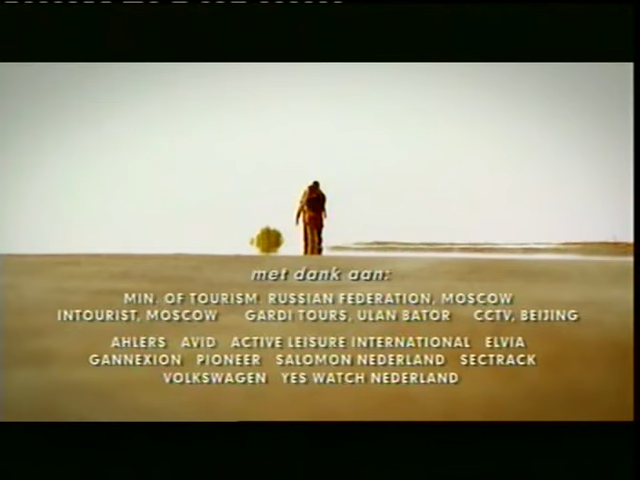 met dank aan:
MIN. OF TOURISM RUSSIAN FEDERATION, MOSCOW
INTOURIST, MOSCOW GARDI TOURS, ULAN BATOR CCTV, BEIJING
AHLERS AVID ACTIVE LEISURE INTERNATIONAL ELVIA
GANNEXION PIONEER SALOMON NEDERLAND SECTRACK
VOLKSWAGEN YES WATCH NEDERLAND